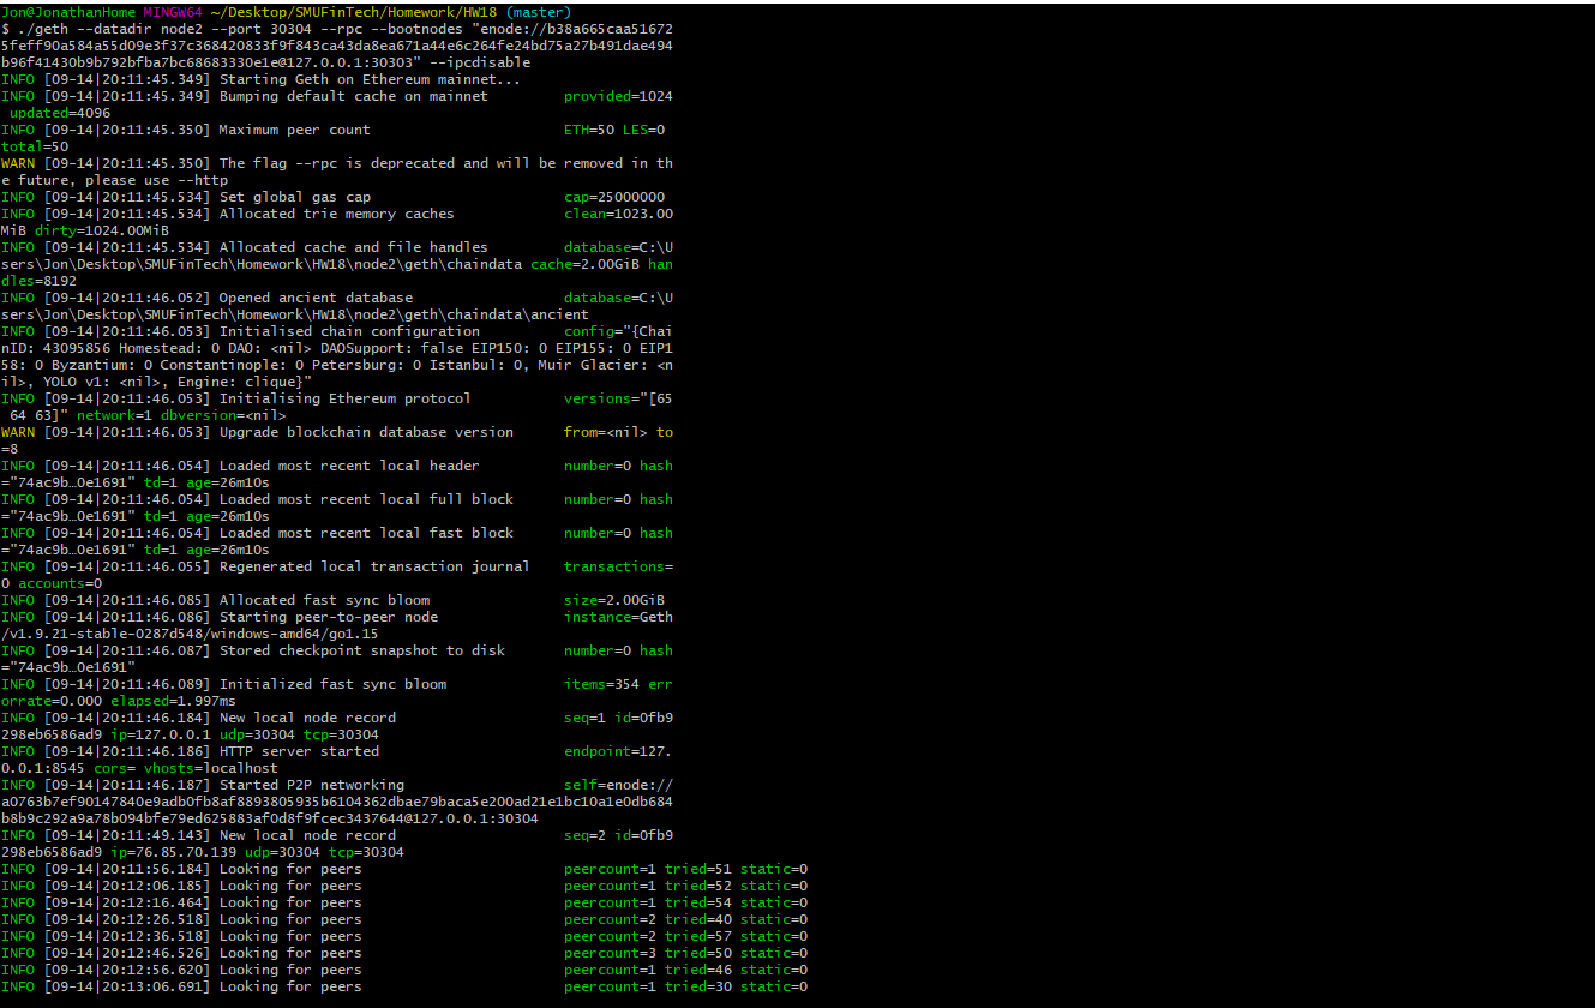 Jon@JonathanHome MINGW64 ~/Desktop/SMUFinTech/Homework/HW18 (master)
$ ./geth --datadir node2 --port 30304 --rpc --bootnodes "enode://b38a665caa51672
5feff90a584a55d09e3f37c368420833f9f843ca43da8ea671a44e6c264fe24bd75a27b491dae494
b96f41430b9b792bfba7bc68683330e1e@127.0.0.1:30303" --ipcdisable
INFO [09-14|20:11:45.349] Starting Geth on Ethereum mainnet...
INFO [09-14|20:11:45.349] Bumping default cache on mainnet         provided=1024
 updated=4096
INFO [09-14|20:11:45.350] Maximum peer count                       ETH=50 LES=0
total=50
WARN [09-14|20:11:45.350] The flag --rpc is deprecated and will be removed in th
e future, please use --http
INFO [09-14|20:11:45.534] Set global gas cap                       cap=25000000
INFO [09-14|20:11:45.534] Allocated trie memory caches             clean=1023.00
MiB dirty=1024.00MiB
INFO [09-14|20:11:45.534] Allocated cache and file handles         database=C:\U
sers\Jon\Desktop\SMUFinTech\Homework\HW18\node2\geth\chaindata cache=2.00GiB han
dles=8192
INFO [09-14|20:11:46.052] Opened ancient database                  database=C:\U
sers\Jon\Desktop\SMUFinTech\Homework\HW18\node2\geth\chaindata\ancient
INFO [09-14|20:11:46.053] Initialised chain configuration          config="{Chai
nID: 43095856 Homestead: 0 DAO: <nil> DAOSupport: false EIP150: 0 EIP155: 0 EIP1
58: 0 Byzantium: 0 Constantinople: 0 Petersburg: 0 Istanbul: 0, Muir Glacier: <n
il>, YOLO v1: <nil>, Engine: clique}"
INFO [09-14|20:11:46.053] Initialising Ethereum protocol           versions="[65
 64 63]" network=1 dbversion=<nil>
WARN [09-14|20:11:46.053] Upgrade blockchain database version      from=<nil> to
=8
INFO [09-14|20:11:46.054] Loaded most recent local header          number=0 hash
="74ac9b…0e1691" td=1 age=26m10s
INFO [09-14|20:11:46.054] Loaded most recent local full block      number=0 hash
="74ac9b…0e1691" td=1 age=26m10s
INFO [09-14|20:11:46.054] Loaded most recent local fast block      number=0 hash
="74ac9b…0e1691" td=1 age=26m10s
INFO [09-14|20:11:46.055] Regenerated local transaction journal    transactions=
0 accounts=0
INFO [09-14|20:11:46.085] Allocated fast sync bloom                size=2.00GiB
INFO [09-14|20:11:46.086] Starting peer-to-peer node               instance=Geth
/v1.9.21-stable-0287d548/windows-amd64/go1.15
INFO [09-14|20:11:46.087] Stored checkpoint snapshot to disk       number=0 hash
="74ac9b…0e1691"
INFO [09-14|20:11:46.089] Initialized fast sync bloom              items=354 err
orrate=0.000 elapsed=1.997ms
INFO [09-14|20:11:46.184] New local node record                    seq=1 id=0fb9
298eb6586ad9 ip=127.0.0.1 udp=30304 tcp=30304
INFO [09-14|20:11:46.186] HTTP server started                      endpoint=127.
0.0.1:8545 cors= vhosts=localhost
INFO [09-14|20:11:46.187] Started P2P networking                   self=enode://
a0763b7ef90147840e9adb0fb8af8893805935b6104362dbae79baca5e200ad21e1bc10a1e0db684
b8b9c292a9a78b094bfe79ed625883af0d8f9fcec3437644@127.0.0.1:30304
INFO [09-14|20:11:49.143] New local node record                    seq=2 id=0fb9
298eb6586ad9 ip=76.85.70.139 udp=30304 tcp=30304
INFO [09-14|20:11:56.184] Looking for peers                        peercount=1 tried=51 static=0
INFO [09-14|20:12:06.185] Looking for peers                        peercount=1 tried=52 static=0
INFO [09-14|20:12:16.464] Looking for peers                        peercount=1 tried=54 static=0
INFO [09-14|20:12:26.518] Looking for peers                        peercount=2 tried=40 static=0
INFO [09-14|20:12:36.518] Looking for peers                        peercount=2 tried=57 static=0
INFO [09-14|20:12:46.526] Looking for peers                        peercount=3 tried=50 static=0
INFO [09-14|20:12:56.620] Looking for peers                        peercount=1 tried=46 static=0
INFO [09-14|20:13:06.691] Looking for peers                        peercount=1 tried=30 static=0